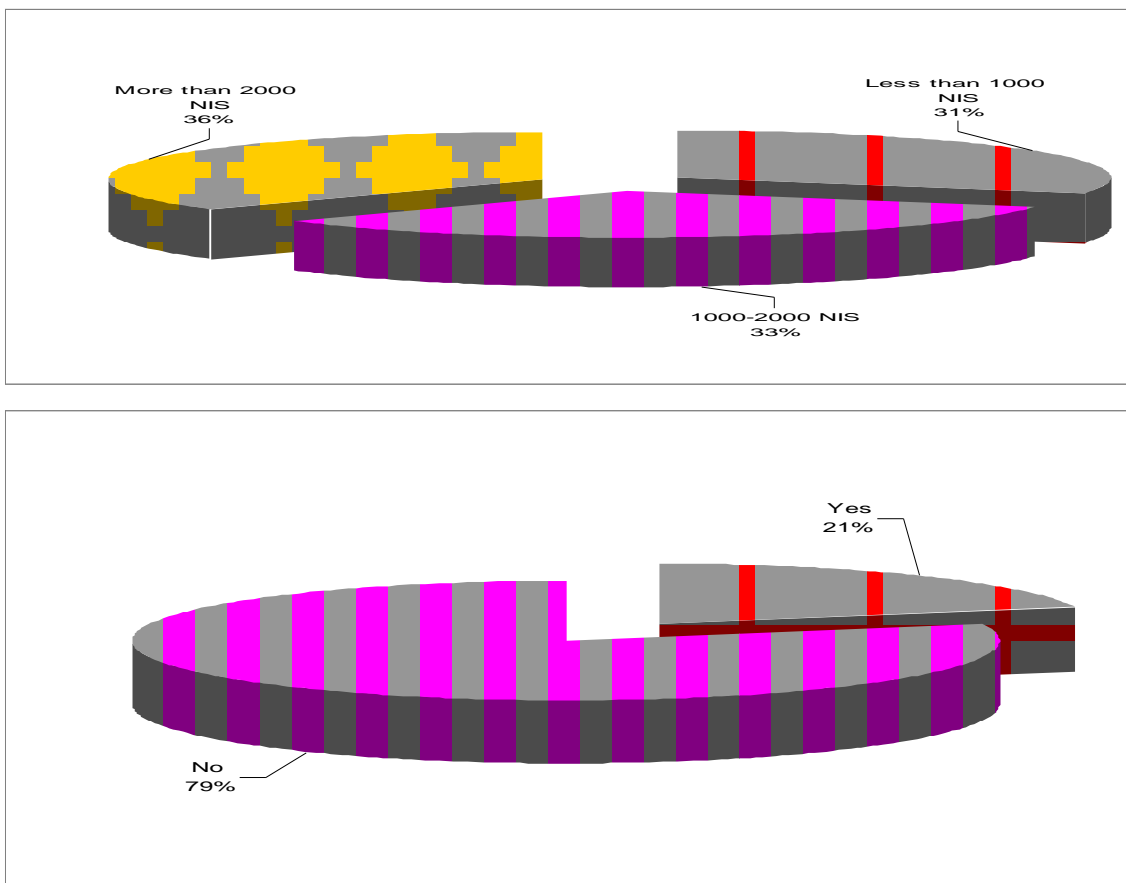 More than 2000
NIS
36%
Less than 1000
NIS
31%
1000-2000 NIS
33%
Yes
21%
No
79%